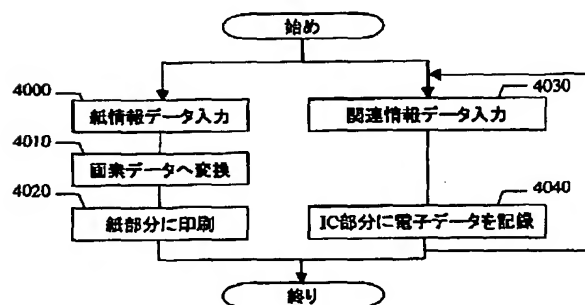 始め
4000
紙情報データ入力
4010
画素データへ変換
4020
紙部分に印刷
4030
関連情報データ入力
4040
IC部分に電子データを記録
終り